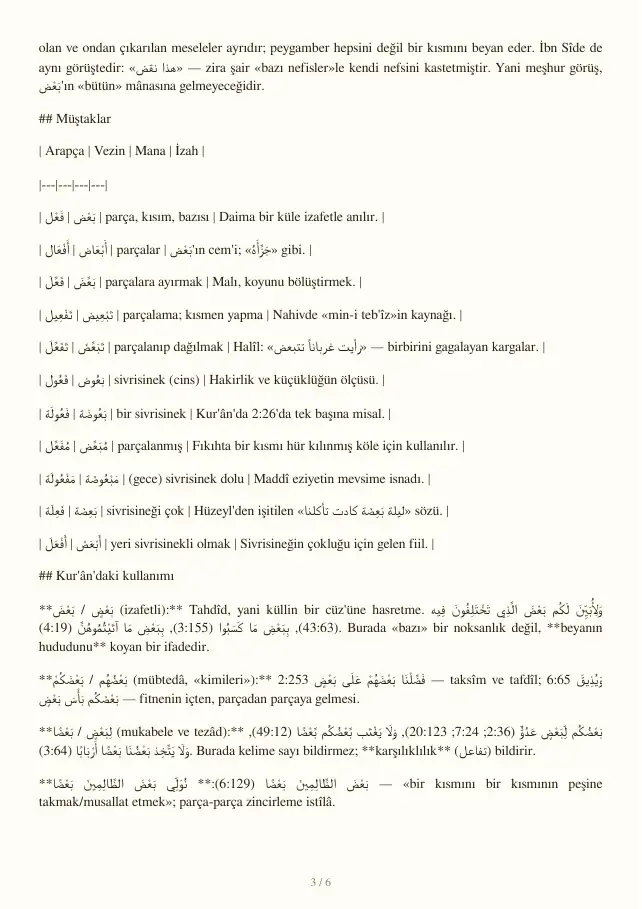 olan ve ondan çıkarılan meseleler ayrıdır; peygamber hepsini değil bir kısmını beyan eder. İbn Sîde de
aynı görüştedir: «هذا نقض» — zira şair «bazı nefisler»le kendi nefsini kastetmiştir. Yani meşhur görüş,
بَعْض'ın «bütün» mânasına gelmeyeceğidir.
## Müştaklar
| Arapça | Vezin | Mana | İzah |
|---|---|---|---|
| بَعْض | فَعْل | parça, kısım, bazısı | Daima bir küle izafetle anılır. |
| أَبْعَاض | أَفْعَال | parçalar | بَعْض'ın cem'i; «جَزَّأَهُ» gibi. |
| بَعَّضَ | فَعَّلَ | parçalara ayırmak | Malı, koyunu bölüştirmek. |
| تَبْعِيض | تَفْعِيل | parçalama; kısmen yapma | Nahivde «min-i teb'îz»in kaynağı. |
| تَبَعَّضَ | تَفَعَّلَ | parçalanıp dağılmak | Halîl: «رأيت غرباناً تتبعض» — birbirini gagalayan kargalar. |
| بَعُوض | فَعُول | sivrisinek (cins) | Hakirlik ve küçüklüğün ölçüsü. |
| بَعُوضَة | فَعُولَة | bir sivrisinek | Kur'ân'da 2:26'da tek başına misal. |
| مُبَعَّض | مُفَعَّل | parçalanmış | Fıkıhta bir kısmı hür kılınmış köle için kullanılır. |
| مَبْعُوضَة | مَفْعُولَة | (gece) sivrisinek dolu | Maddî eziyetin mevsime isnadı. |
| بَعِضَة | فَعِلَة | sivrisineği çok | Hüzeyl'den işitilen «ليلة بَعِضَة كادت تأكلنا» sözü. |
| أَبْعَضَ | أَفْعَلَ | yeri sivrisinekli olmak | Sivrisineğin çokluğu için gelen fiil. |
## Kur'ân'daki kullanımı
**بَعْضَ / بَعْضٍ (izafetli):** Tahdîd, yani küllin bir cüz'üne hasretme. وَلِأُبَيِّنَ لَكُم بَعْضَ الَّذِي تَخْتَلِفُونَ فِيهِ
(43:63), بِبَعْضِ مَا كَسَبُوا (3:155), بِبَعْضِ مَا آتَيْتُمُوهُنَّ (4:19). Burada «bazı» bir noksanlık değil, **beyanın
hududunu** koyan bir ifadedir.
**بَعْضُهُم / بَعْضَكُمْ (mübtedâ, «kimileri»):** 2:253 فَضَّلْنَا بَعْضَهُمْ عَلَى بَعْضٍ — taksîm ve tafdîl; 6:65 وَيُذِيقَ
بَعْضَكُم بَأْسَ بَعْضٍ — fitnenin içten, parçadan parçaya gelmesi.
**لِبَعْضٍ / بَعْضًا (mukabele ve tezâd):** بَعْضُكُمْ لِبَعْضٍ عَدُوٌّ (2:36; 7:24; 20:123), وَلَا يَغْتَب بَّعْضُكُم بَعْضًا (49:12),
وَلَا يَتَّخِذَ بَعْضُنَا بَعْضًا أَرْبَابًا (3:64). Burada kelime sayı bildirmez; **karşılıklılık** (تفاعل) bildirir.
**بَعْضَ الظَّالِمِينَ بَعْضًا (6:129):** نُوَلِّي بَعْضَ الظَّالِمِينَ بَعْضًا — «bir kısmını bir kısmının peşine
takmak/musallat etmek»; parça-parça zincirleme istîlâ.
3 / 6